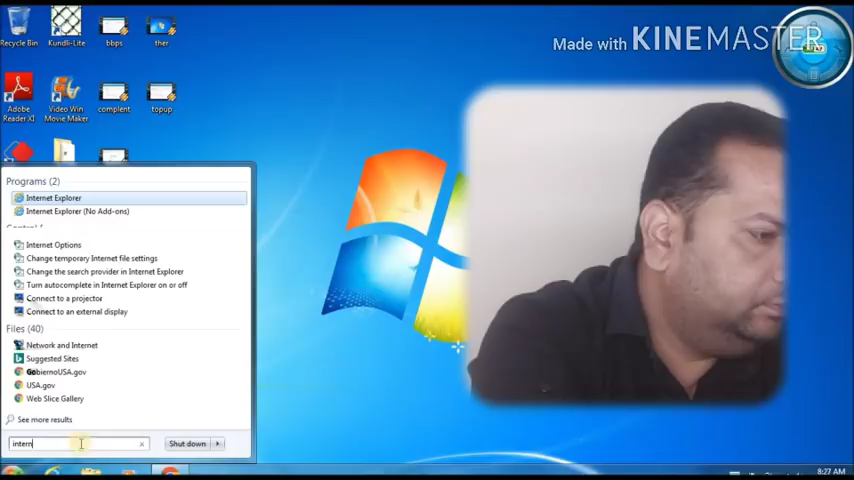 Made with KINEMASTER
Recycle Bin
Kundli-Lite
bbps
ther
Adobe
Reader XI
Video Win
Movie Maker
complent
topup
Programs (2)
Internet Explorer
Internet Explorer (No Add-ons)
Internet Options
Change temporary Internet file settings
Change the search provider in Internet Explorer
Turn autocomplete in Internet Explorer on or off
Connect to a projector
Connect to an external display
Files (40)
Network and Internet
Suggested Sites
GobiernoUSA.gov
USA.gov
Web Slice Gallery
See more results
intern
Shut down
8:27 AM